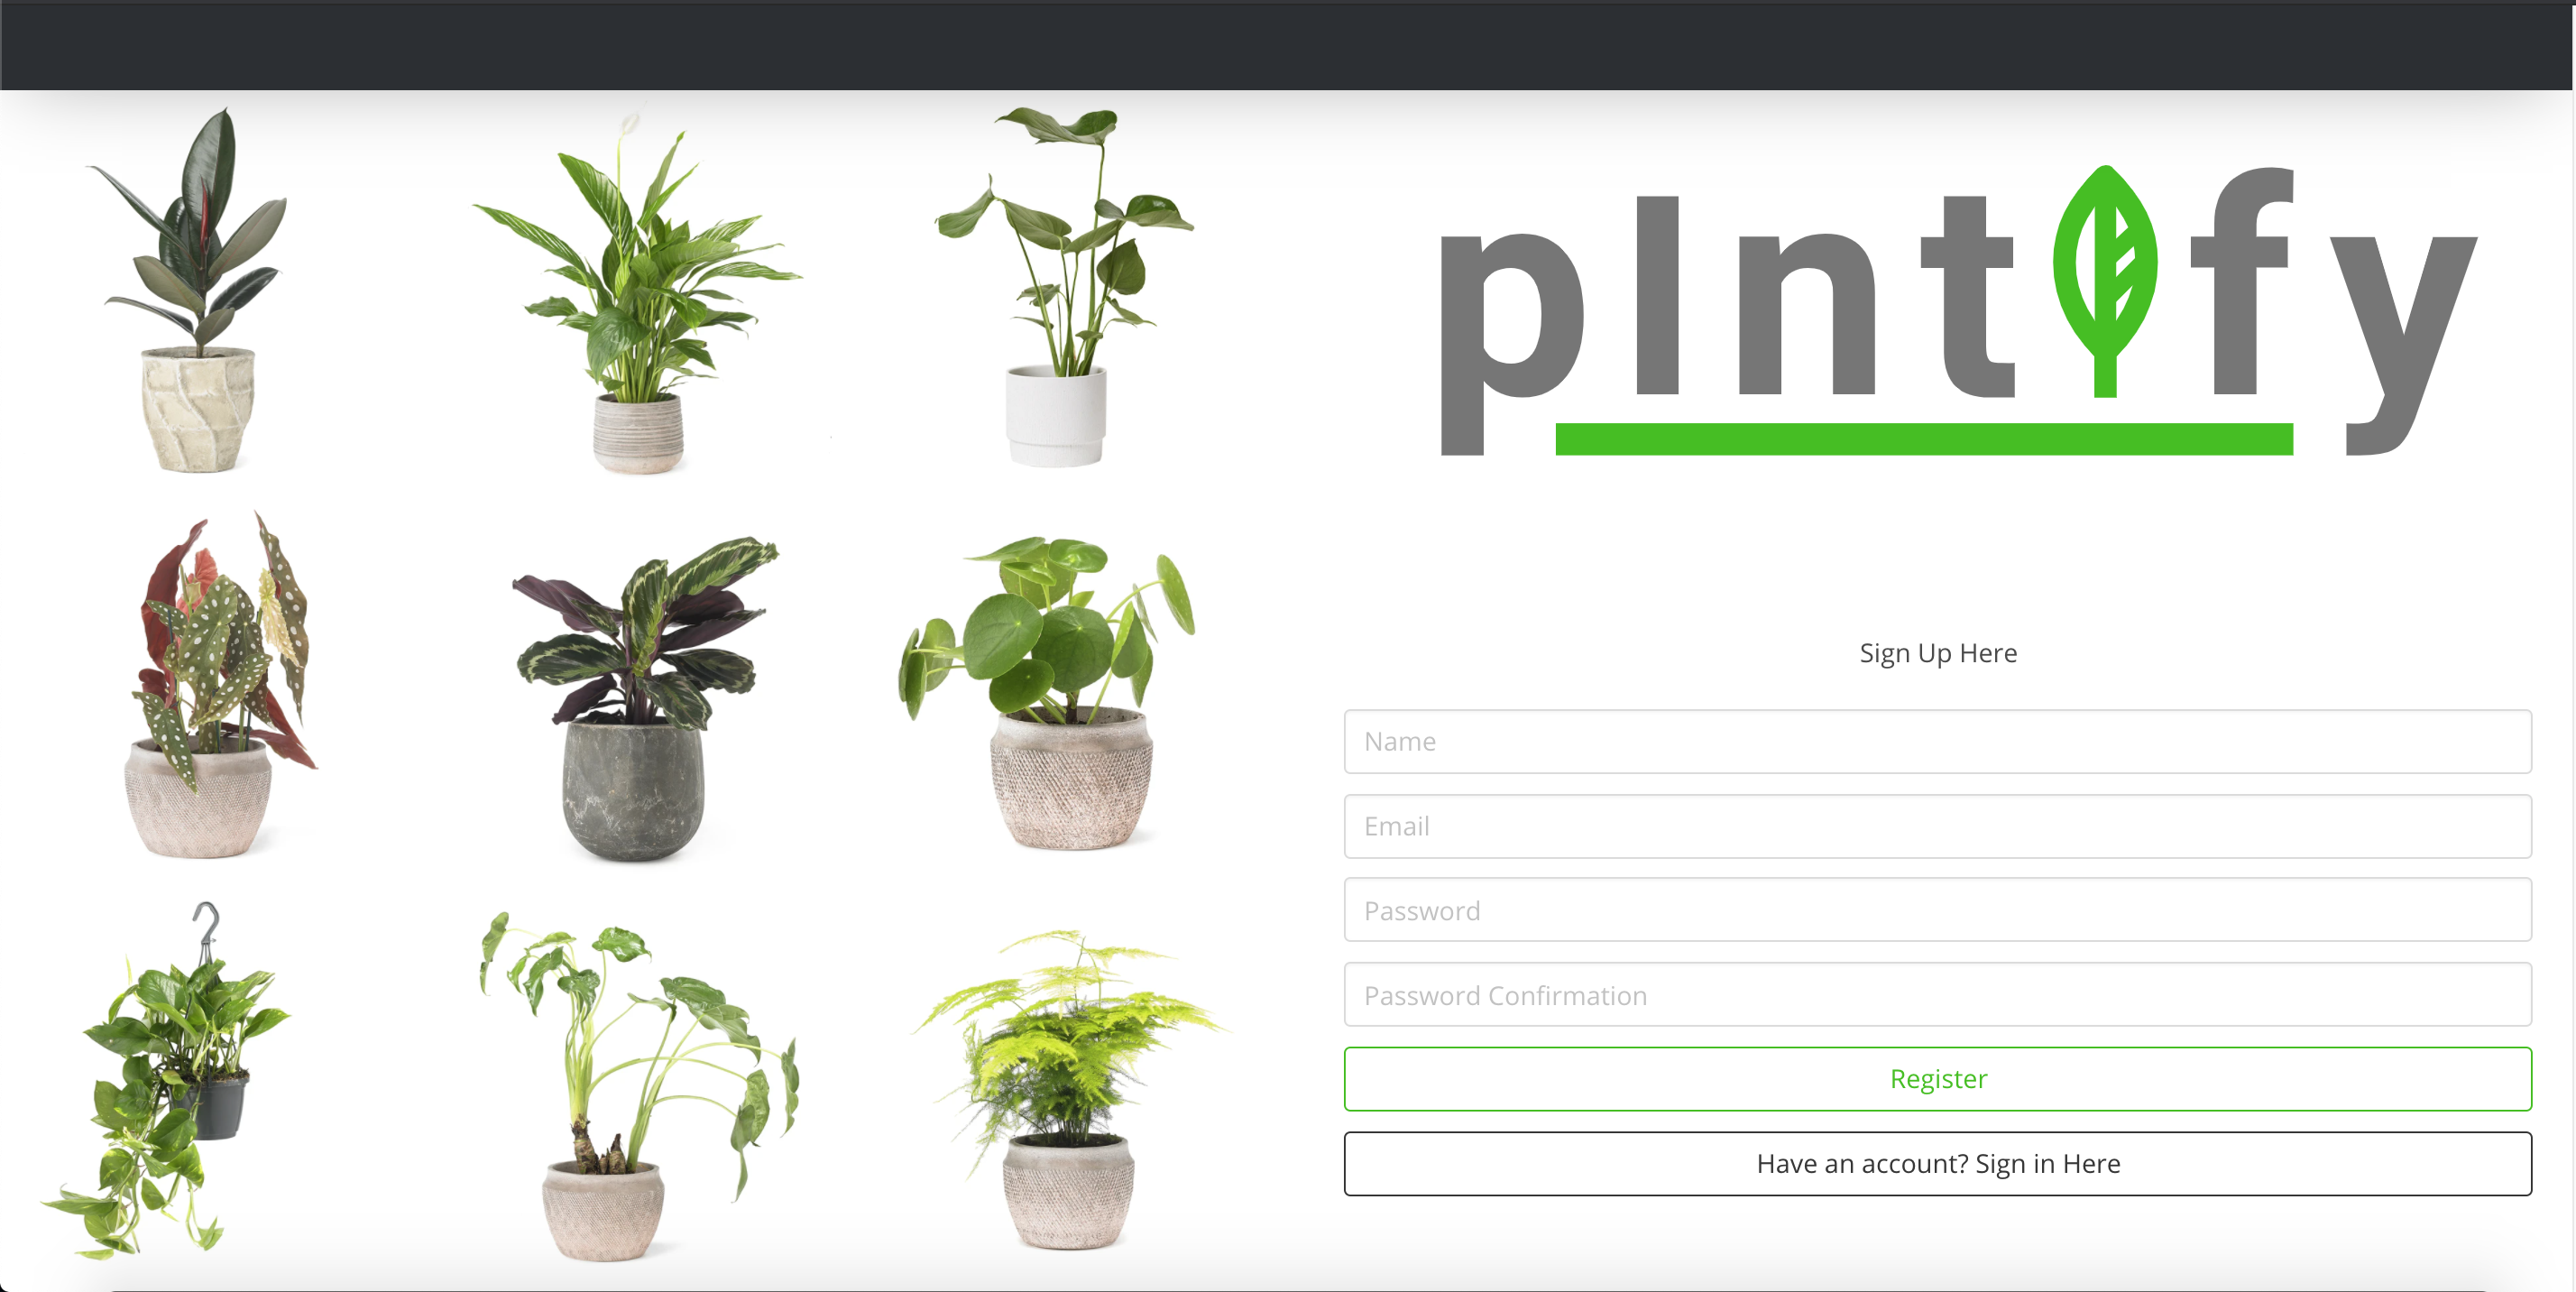 plntify
Sign Up Here
Name
Email
Password
Password Confirmation
Register
Have an account? Sign in Here